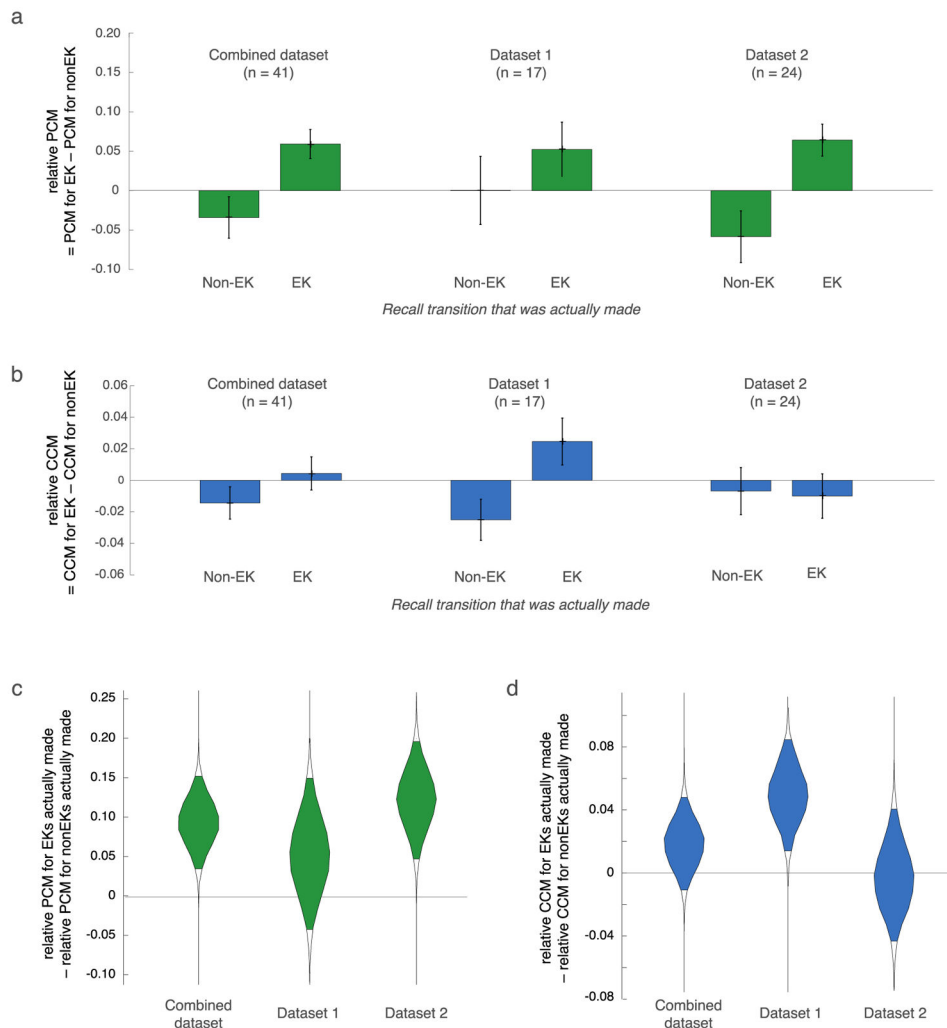 a
relative PCM
= PCM for EK – PCM for nonEK
0.20
0.15
0.10
0.05
0
-0.05
-0.10
Combined dataset
(n = 41)
Dataset 1
(n = 17)
Dataset 2
(n = 24)
Non-EK EK Non-EK EK Non-EK EK
Recall transition that was actually made
b
relative CCM
= CCM for EK – CCM for nonEK
0.06
0.04
0.02
0
-0.02
-0.04
-0.06
Combined dataset
(n = 41)
Dataset 1
(n = 17)
Dataset 2
(n = 24)
Non-EK EK Non-EK EK Non-EK EK
Recall transition that was actually made
c
relative PCM for EKs actually made
– relative PCM for nonEKs actually made
0.25
0.20
0.15
0.10
0.05
0
-0.05
-0.10
Combined
dataset
Dataset 1
Dataset 2
d
relative CCM for EKs actually made
– relative CCM for nonEKs actually made
0.08
0.04
0
-0.04
-0.08
Combined
dataset
Dataset 1
Dataset 2